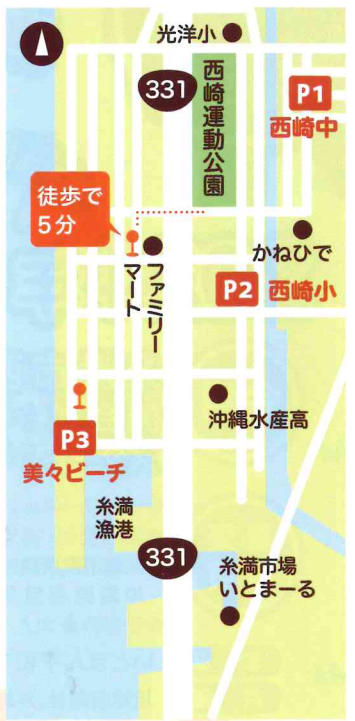 光洋小
331
西崎運動公園
P1
西崎中
徒歩で
5分
かねひで
ファミリー
マート
P2 西崎小
沖縄水産高
P3
美々ビーチ
糸満
漁港
331
糸満市場
いとまーる